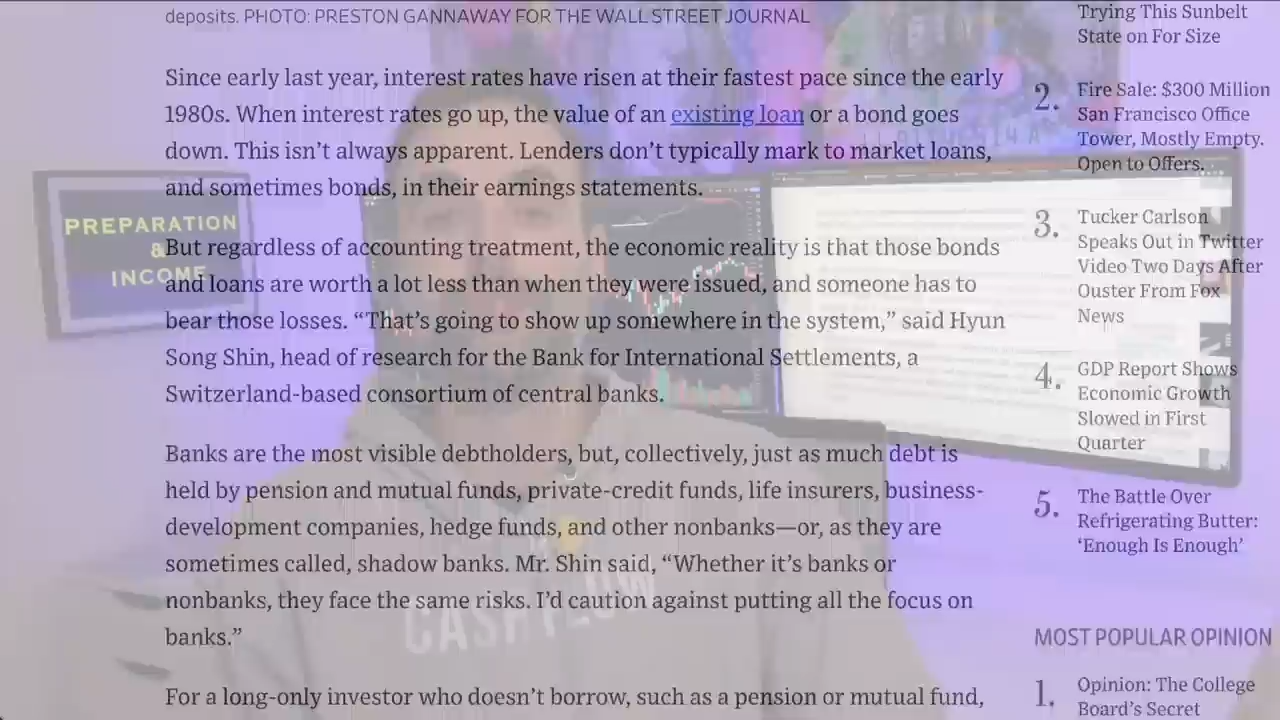 deposits. PHOTO: PRESTON GANNAWAY FOR THE WALL STREET JOURNAL
Since early last year, interest rates have risen at their fastest pace since the early
1980s. When interest rates go up, the value of an existing loan or a bond goes
down. This isn’t always apparent. Lenders don’t typically mark to market loans,
and sometimes bonds, in their earnings statements.
But regardless of accounting treatment, the economic reality is that those bonds
and loans are worth a lot less than when they were issued, and someone has to
bear those losses. “That’s going to show up somewhere in the system,” said Hyun
Song Shin, head of research for the Bank for International Settlements, a
Switzerland-based consortium of central banks.
Banks are the most visible debtholders, but, collectively, just as much debt is
held by pension and mutual funds, private-credit funds, life insurers, business-
development companies, hedge funds, and other nonbanks—or, as they are
sometimes called, shadow banks. Mr. Shin said, “Whether it’s banks or
nonbanks, they face the same risks. I’d caution against putting all the focus on
banks.”
For a long-only investor who doesn’t borrow, such as a pension or mutual fund,
Trying This Sunbelt
State on For Size
2. Fire Sale: $300 Million
San Francisco Office
Tower, Mostly Empty.
Open to Offers.
3. Tucker Carlson
Speaks Out in Twitter
Video Two Days After
Ouster From Fox
News
4. GDP Report Shows
Economic Growth
Slowed in First
Quarter
5. The Battle Over
Refrigerating Butter:
‘Enough Is Enough’
MOST POPULAR OPINION
1. Opinion: The College
Board’s Secret
PREPARATION
&
INCOME
CASHFLOW